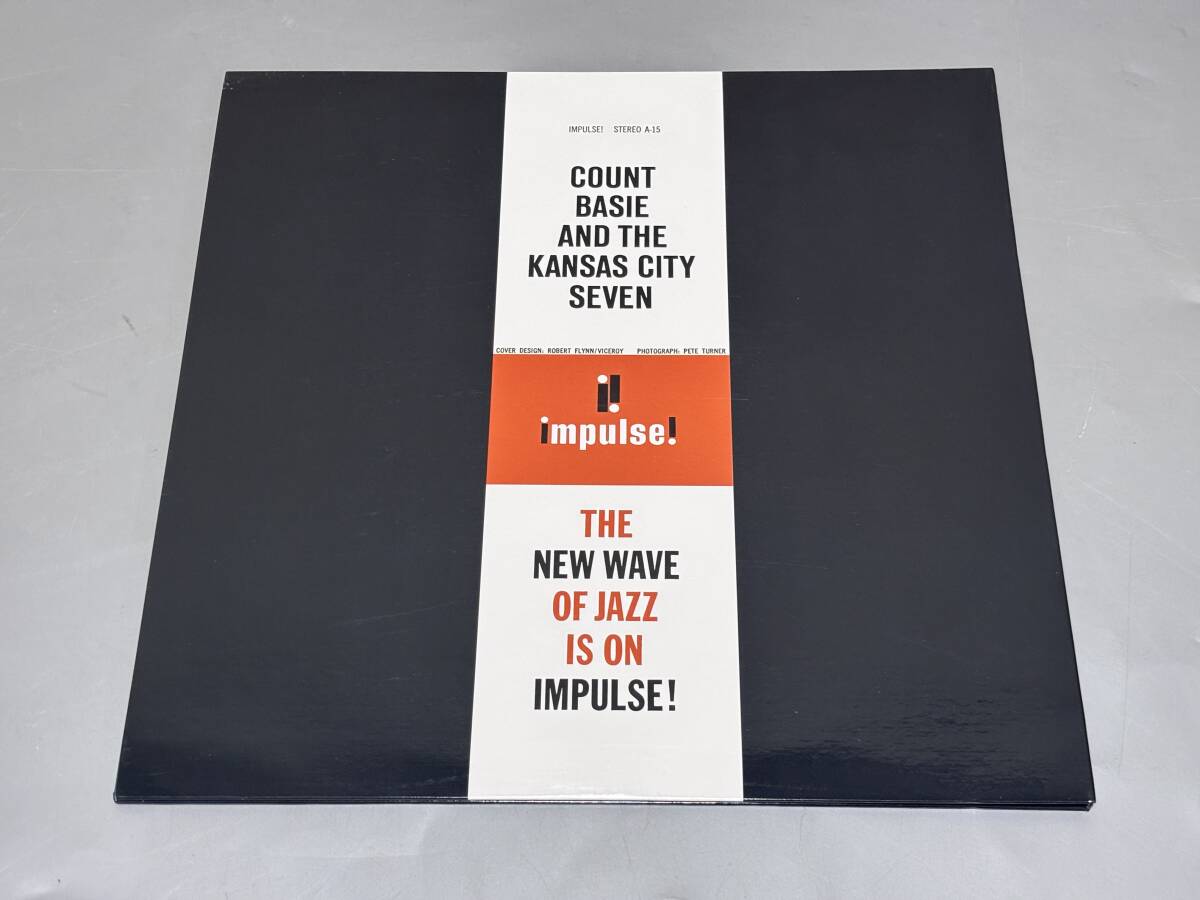 IMPULSE! STEREO A-15
COUNT
BASIE
AND THE
KANSAS CITY
SEVEN
COVER DESIGN: ROBERT FLYNN/VICEROY PHOTOGRAPH: PETE TURNER
impulse!
THE
NEW WAVE
OF JAZZ
IS ON
IMPULSE!